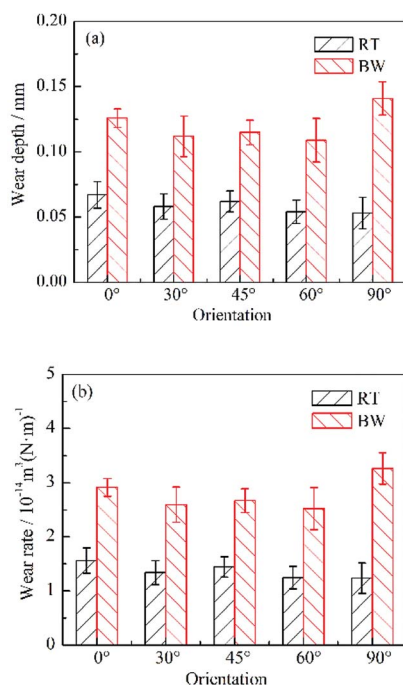 (a)
RT
BW
Wear depth / mm
0.20
0.15
0.10
0.05
0.00
0° 30° 45° 60° 90°
Orientation
(b)
RT
BW
Wear rate / 10⁻¹⁴ m³(N·m)⁻¹
5
4
3
2
1
0
0° 30° 45° 60° 90°
Orientation